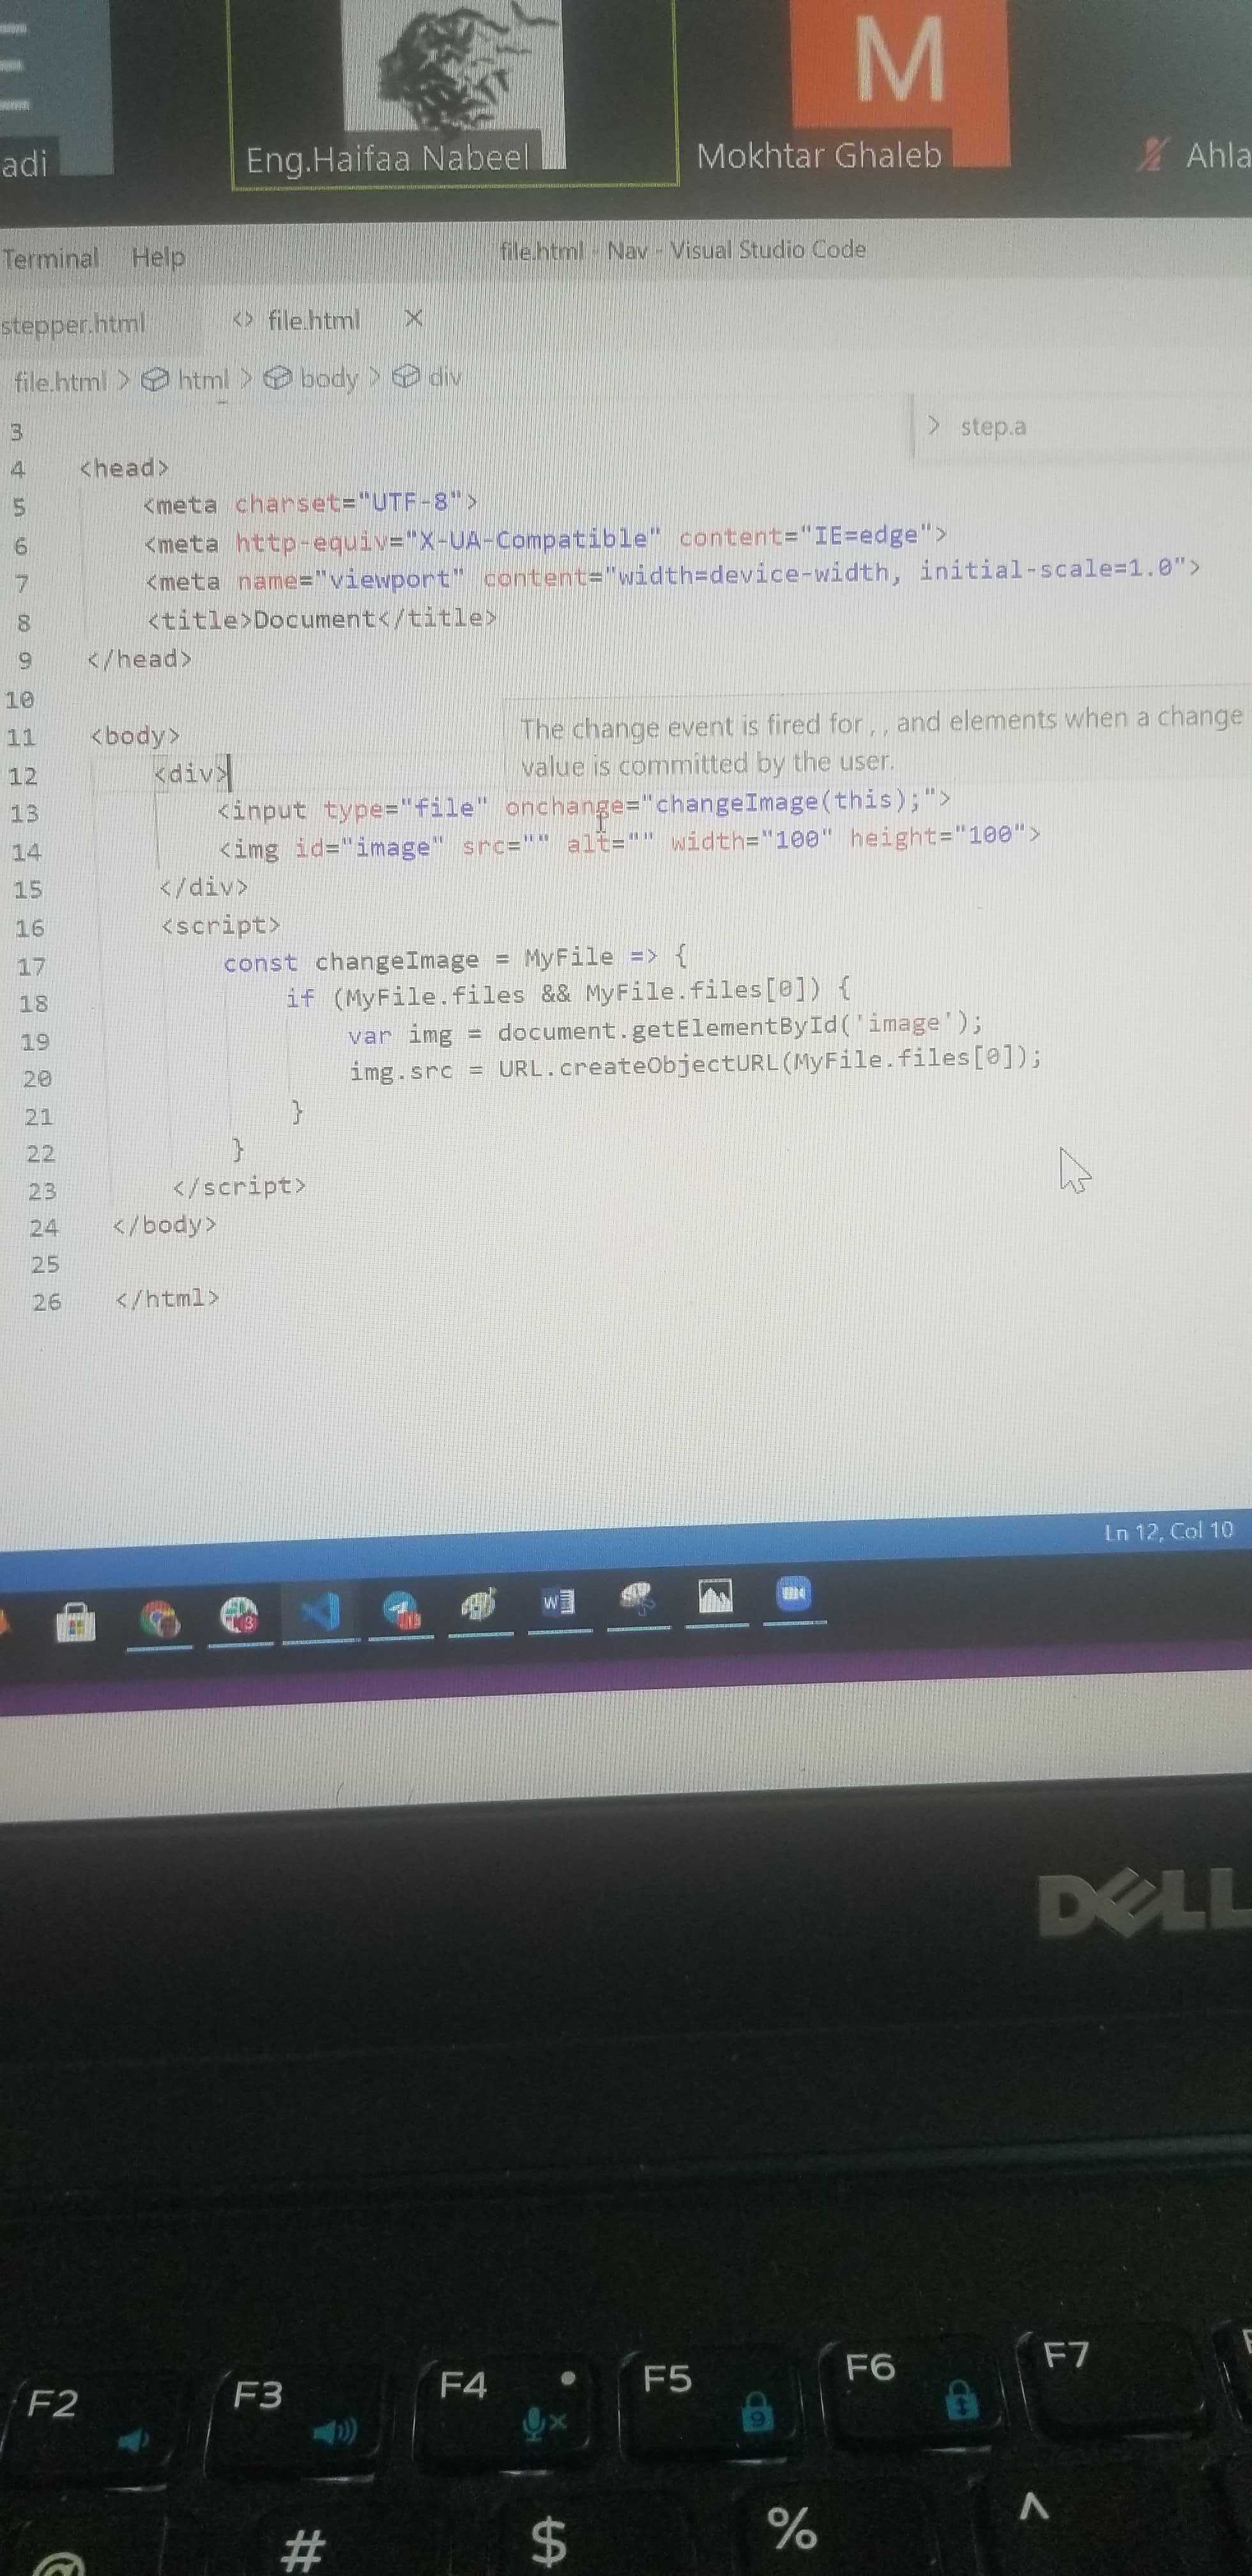 adi
Eng.Haifaa Nabeel
M
Mokhtar Ghaleb
Ahla
Terminal Help
file.html - Nav - Visual Studio Code
stepper.html
<> file.html ×
file.html > html > body > div
> step.a
3
4 <head>
5 <meta charset="UTF-8">
6 <meta http-equiv="X-UA-Compatible" content="IE=edge">
7 <meta name="viewport" content="width=device-width, initial-scale=1.0">
8 <title>Document</title>
9 </head>
10
The change event is fired for , , and elements when a change
value is committed by the user.
11 <body>
12 <div>
13 <input type="file" onchange="changeImage(this);">
14 <img id="image" src="" alt="" width="100" height="100">
15 </div>
16 <script>
17 const changeImage = MyFile => {
18 if (MyFile.files && MyFile.files[0]) {
19 var img = document.getElementById('image');
20 img.src = URL.createObjectURL(MyFile.files[0]);
21 }
22 }
23 </script>
24 </body>
25
26 </html>
Ln 12, Col 10
DELL
F2
F3
F4
F5
9
F6
F7
@
#
$
%
^